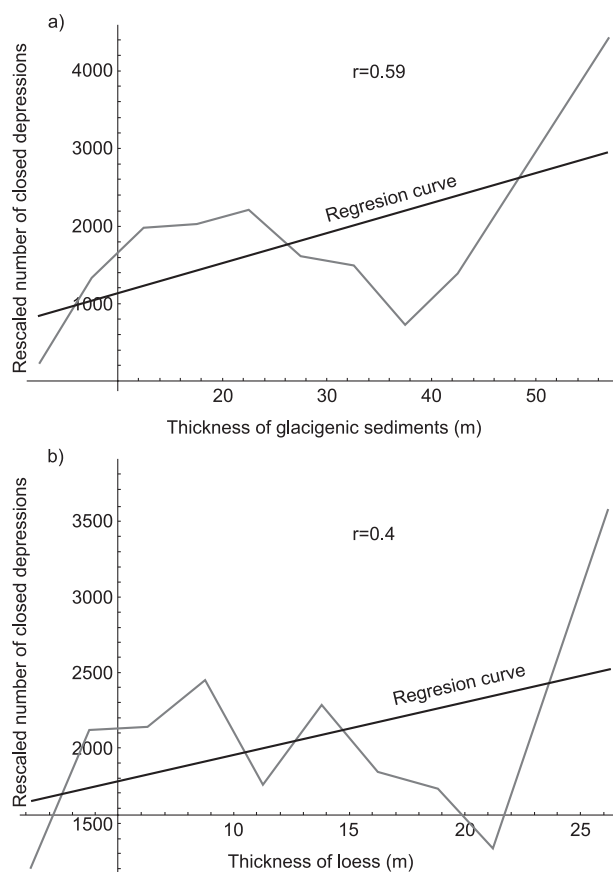 a)
r=0.59
Rescaled number of closed depressions
4000
3000
2000
1000
Regresion curve
20
30
40
50
Thickness of glacigenic sediments (m)
b)
r=0.4
Rescaled number of closed depressions
3500
3000
2500
2000
1500
Regresion curve
10
15
20
25
Thickness of loess (m)